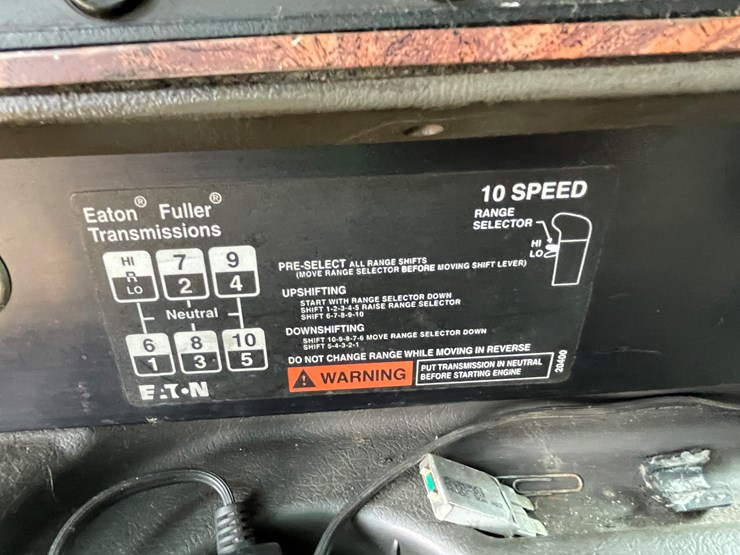 Eaton® Fuller®
Transmissions
10 SPEED
RANGE
SELECTOR
HI
LO
HI
R
LO
7
2
9
4
Neutral
6
1
8
3
10
5
PRE-SELECT ALL RANGE SHIFTS
(MOVE RANGE SELECTOR BEFORE MOVING SHIFT LEVER)
UPSHIFTING
START WITH RANGE SELECTOR DOWN
SHIFT 1-2-3-4-5 RAISE RANGE SELECTOR
SHIFT 6-7-8-9-10
DOWNSHIFTING
SHIFT 10-9-8-7-6 MOVE RANGE SELECTOR DOWN
SHIFT 5-4-3-2-1
DO NOT CHANGE RANGE WHILE MOVING IN REVERSE
WARNING
PUT TRANSMISSION IN NEUTRAL
BEFORE STARTING ENGINE
20400
EATON